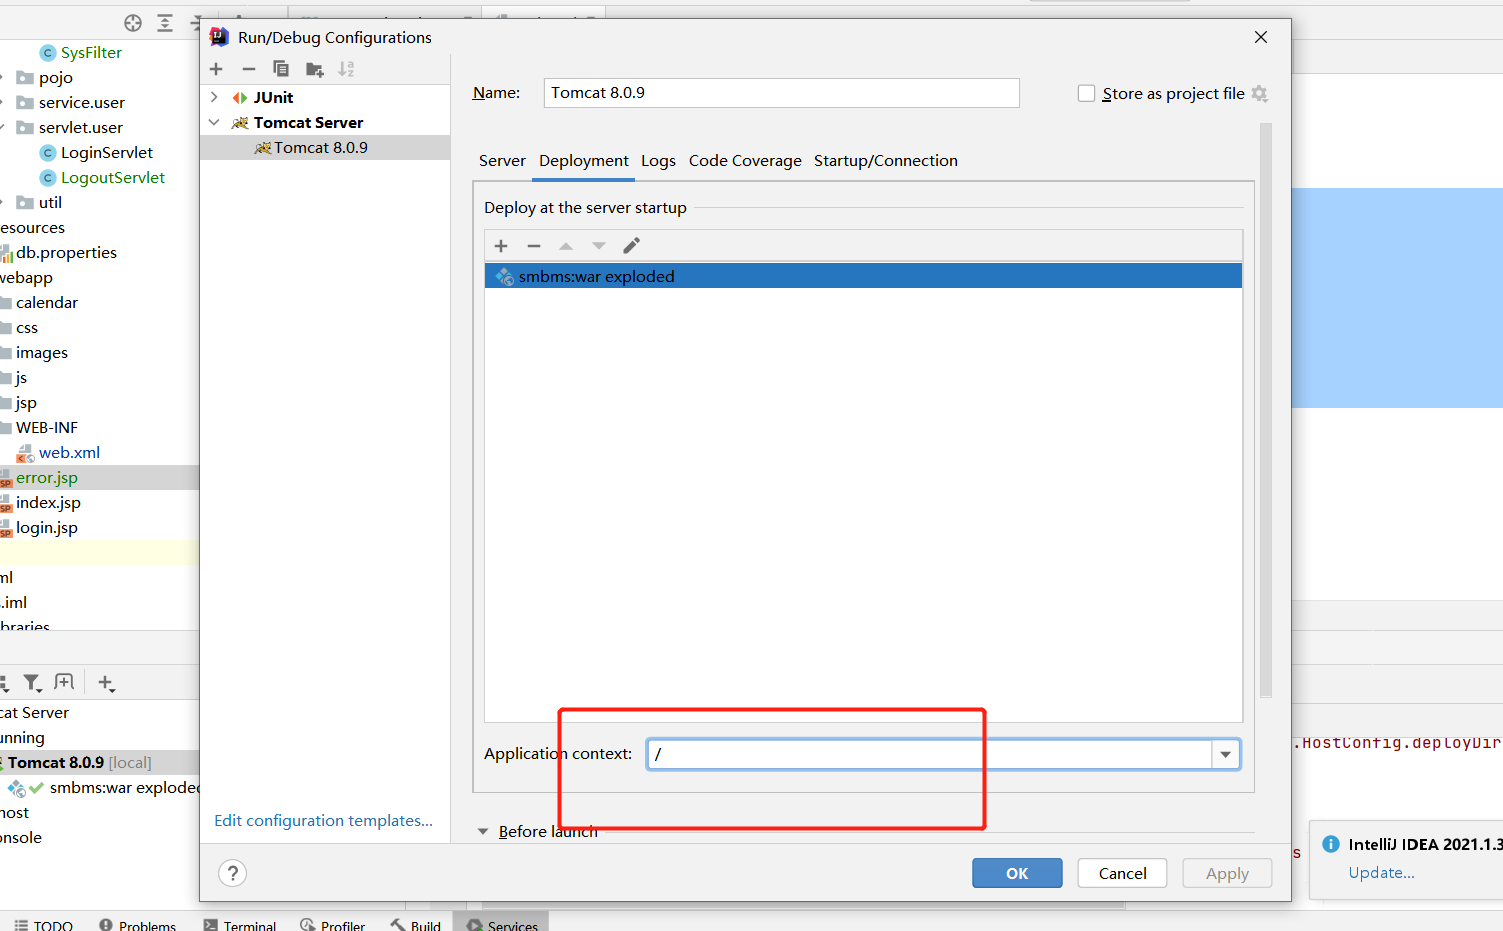 SysFilter
pojo
service.user
servlet.user
LoginServlet
LogoutServlet
util
esources
db.properties
webapp
calendar
css
images
js
jsp
WEB-INF
web.xml
error.jsp
index.jsp
login.jsp
ml
.iml
braries
cat Server
unning
Tomcat 8.0.9 [local]
smbms:war exploded
host
onsole
Run/Debug Configurations
JUnit
Tomcat Server
Tomcat 8.0.9
Edit configuration templates...
Name: Tomcat 8.0.9
Store as project file
Server Deployment Logs Code Coverage Startup/Connection
Deploy at the server startup
smbms:war exploded
Application context: /
Before launch
? OK Cancel Apply
.HostConfig.deployDir
s
IntelliJ IDEA 2021.1.3
Update...
TODO Problems Terminal Profiler Build Services